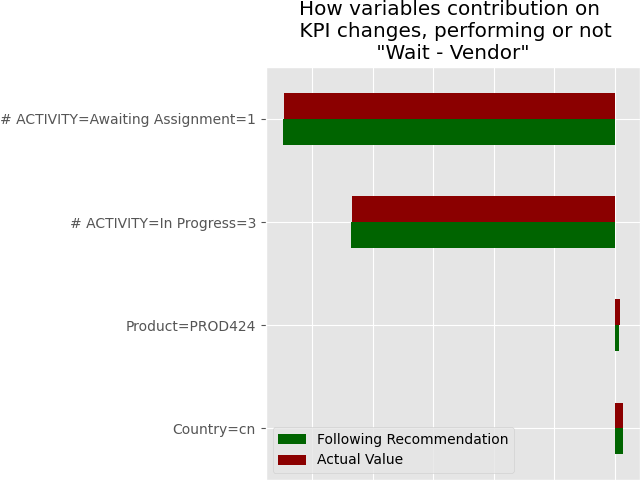 How variables contribution on
KPI changes, performing or not
"Wait - Vendor"
# ACTIVITY=Awaiting Assignment=1
# ACTIVITY=In Progress=3
Product=PROD424
Country=cn
Following Recommendation
Actual Value